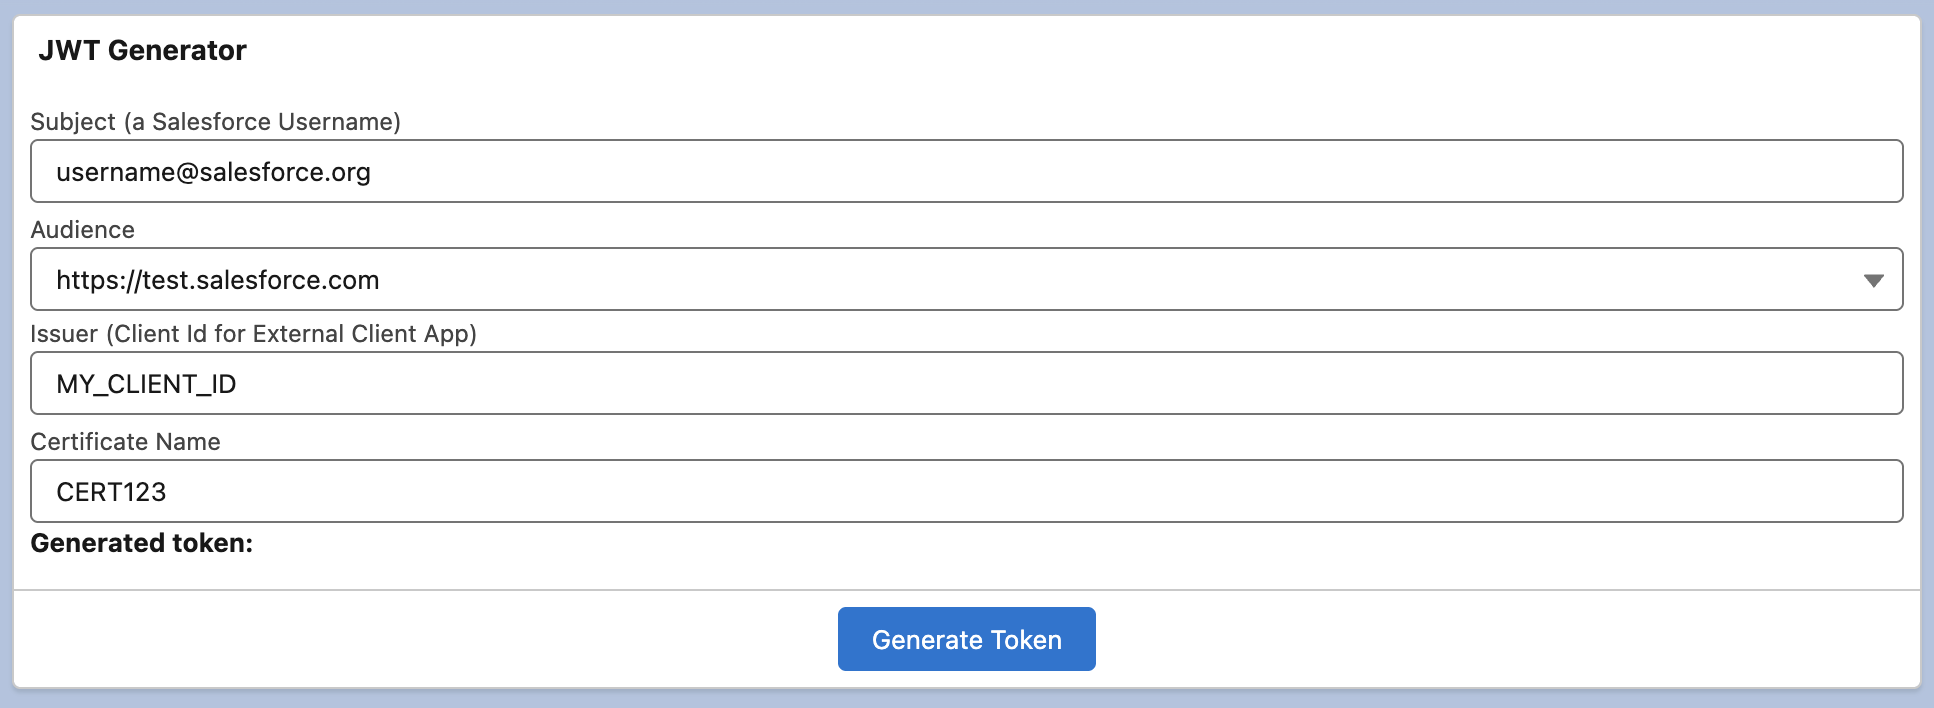 JWT Generator
Subject (a Salesforce Username)
username@salesforce.org
Audience
https://test.salesforce.com
Issuer (Client Id for External Client App)
MY_CLIENT_ID
Certificate Name
CERT123
Generated token:
Generate Token